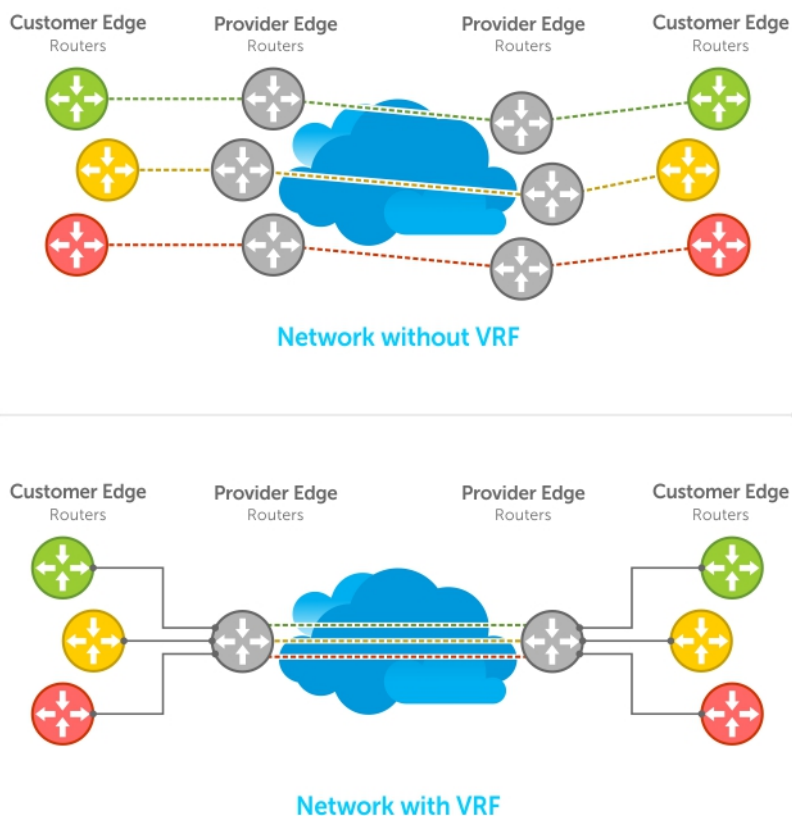 Customer Edge
Routers
Provider Edge
Routers
Provider Edge
Routers
Customer Edge
Routers
Network without VRF
Customer Edge
Routers
Provider Edge
Routers
Provider Edge
Routers
Customer Edge
Routers
Network with VRF